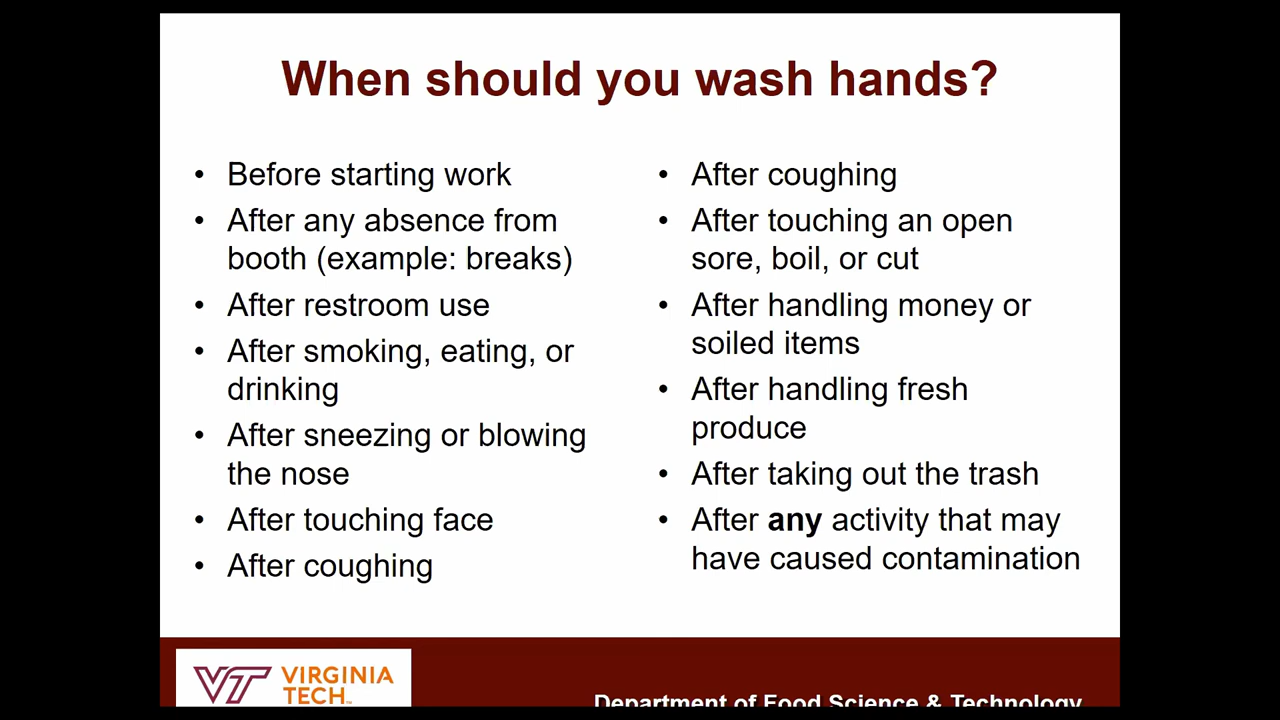 When should you wash hands?
• Before starting work
• After any absence from
booth (example: breaks)
• After restroom use
• After smoking, eating, or
drinking
• After sneezing or blowing
the nose
• After touching face
• After coughing
• After coughing
• After touching an open
sore, boil, or cut
• After handling money or
soiled items
• After handling fresh
produce
• After taking out the trash
• After any activity that may
have caused contamination
VT VIRGINIA
TECH™
Department of Food Science & Technology